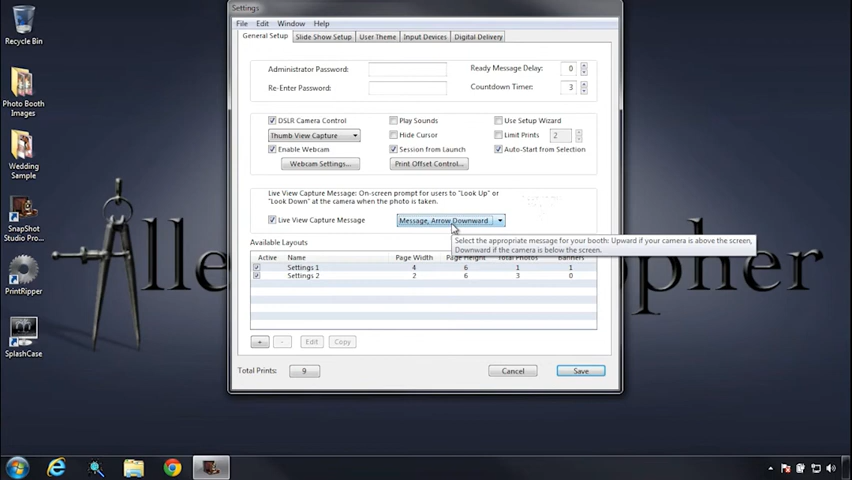 Settings
File Edit Window Help
General Setup Slide Show Setup User Theme Input Devices Digital Delivery
Administrator Password: Ready Message Delay: 0
Re-Enter Password: Countdown Timer: 3
DSLR Camera Control Play Sounds Use Setup Wizard
Thumb View Capture Hide Cursor Limit Prints 2
Enable Webcam Session from Launch Auto-Start from Selection
Webcam Settings... Print Offset Control...
Live View Capture Message: On-screen prompt for users to "Look Up" or
"Look Down" at the camera when the photo is taken.
Live View Capture Message Message, Arrow Downward
Select the appropriate message for your booth: Upward if your camera is above the screen,
Downward if the camera is below the screen.
Available Layouts
Active Name Page Width Page Height Total Photos Banners
Settings 1 4 6 1 1
Settings 2 2 6 3 0
+ - Edit Copy
Total Prints: 9 Cancel Save
Recycle Bin
Photo Booth
Images
Wedding
Sample
SnapShot
Studio Pro...
PrintRipper
SplashCase